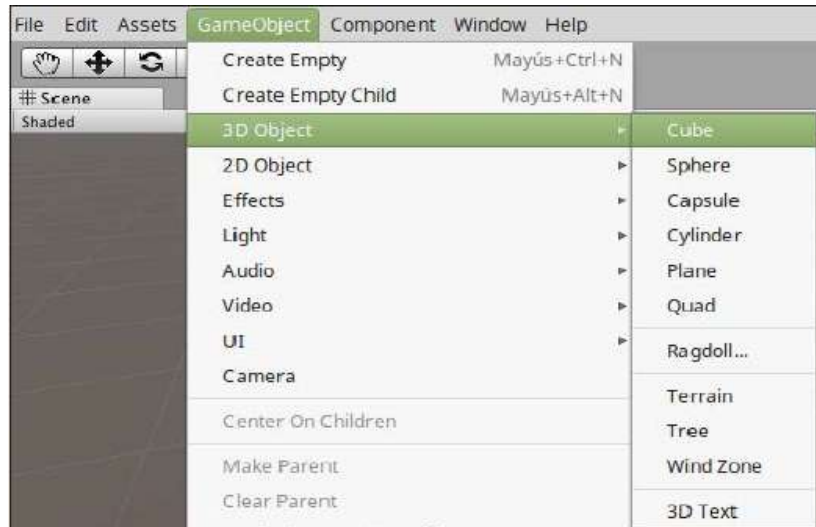 File Edit Assets GameObject Component Window Help
Create Empty Mayús+Ctrl+N
Create Empty Child Mayús+Alt+N
# Scene
Shaded
3D Object
2D Object
Effects
Light
Audio
Video
UI
Camera
Center On Children
Make Parent
Clear Parent
Cube
Sphere
Capsule
Cylinder
Plane
Quad
Ragdoll...
Terrain
Tree
Wind Zone
3D Text